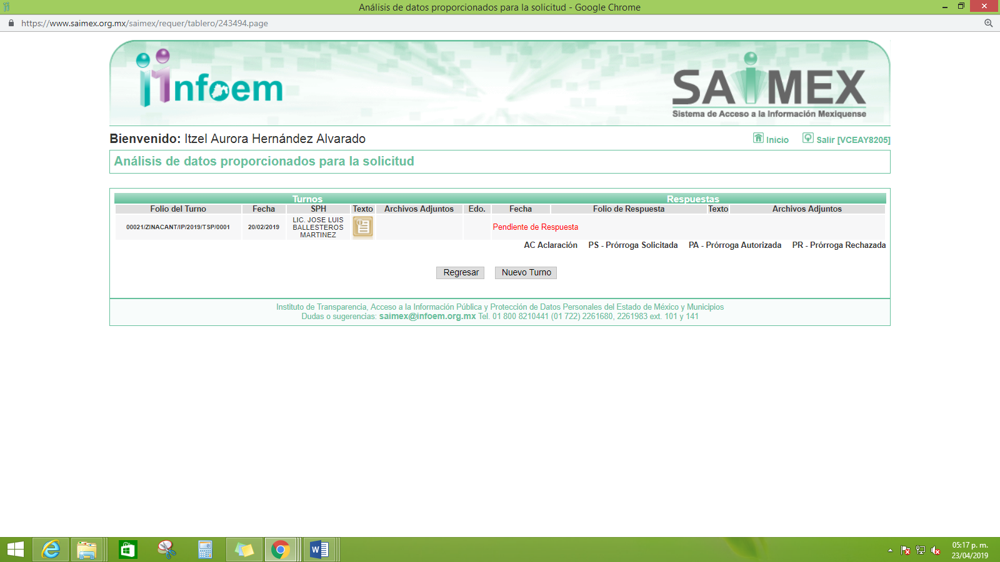 Análisis de datos proporcionados para la solicitud - Google Chrome
https://www.saimex.org.mx/saimex/requer/tablero/243494.page
infoem
SAIMEX
Sistema de Acceso a la Información Mexiquense
Bienvenido: Itzel Aurora Hernández Alvarado
Inicio
Salir [VCEAY8205]
Análisis de datos proporcionados para la solicitud
Turnos
Respuestas
Folio del Turno
Fecha
SPH
Texto
Archivos Adjuntos
Edo.
Fecha
Folio de Respuesta
Texto
Archivos Adjuntos
00021/ZINACANT/IP/2019/TSP/0001
20/02/2019
LIC. JOSE LUIS
BALLESTEROS
MARTINEZ
Pendiente de Respuesta
AC Aclaración
PS - Prórroga Solicitada
PA - Prórroga Autorizada
PR - Prórroga Rechazada
Regresar
Nuevo Turno
Instituto de Transparencia, Acceso a la Información Pública y Protección de Datos Personales del Estado de México y Municipios
Dudas o sugerencias: saimex@infoem.org.mx Tel. 01 800 8210441 (01 722) 2261680, 2261983 ext. 101 y 141
05:17 p. m.
23/04/2019